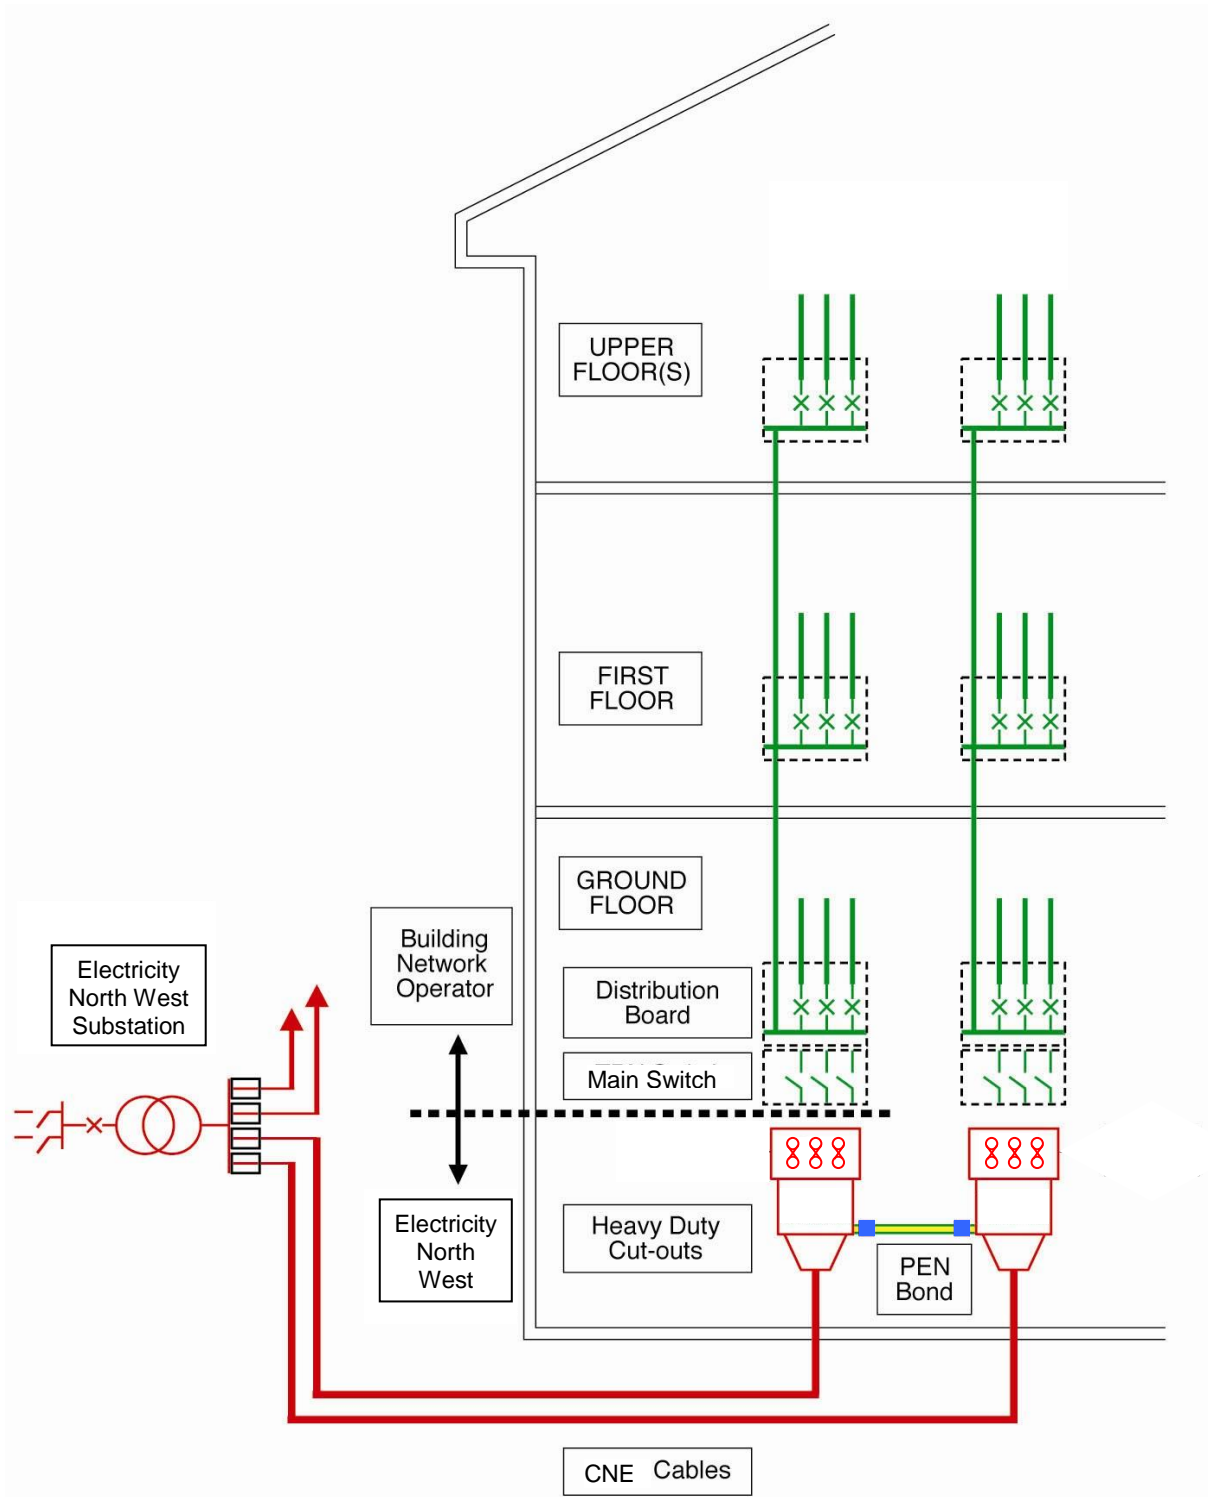 UPPER
FLOOR(S)
FIRST
FLOOR
GROUND
FLOOR
Building
Network
Operator
Electricity
North West
Substation
Distribution
Board
Main Switch
Electricity
North
West
Heavy Duty
Cut-outs
PEN
Bond
CNE Cables